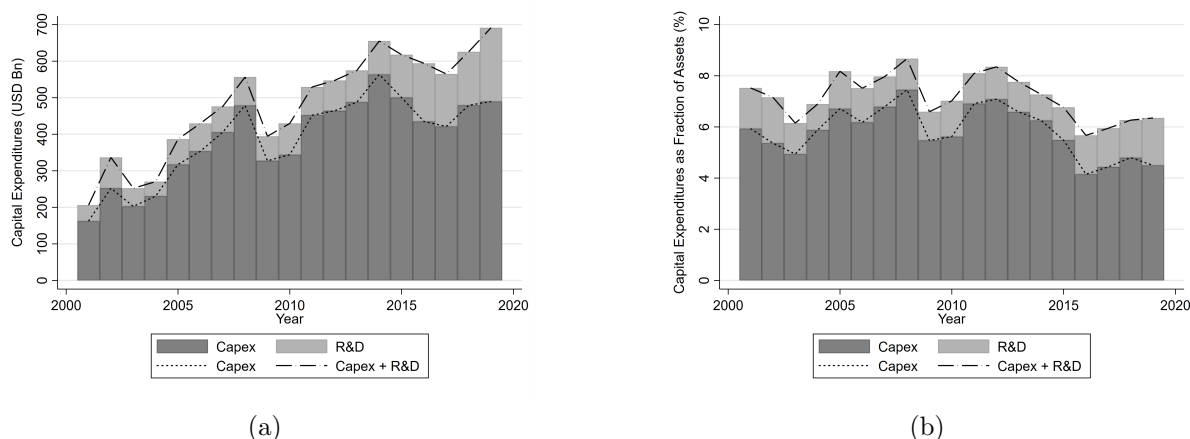 Capital Expenditures (USD Bn)
700
600
500
400
300
200
100
0
2000 2005 2010 2015 2020
Year
Capex R&D
Capex Capex + R&D
(a)
Capital Expenditures as Fraction of Assets (%)
10
8
6
4
2
0
2000 2005 2010 2015 2020
Year
Capex R&D
Capex Capex + R&D
(b)